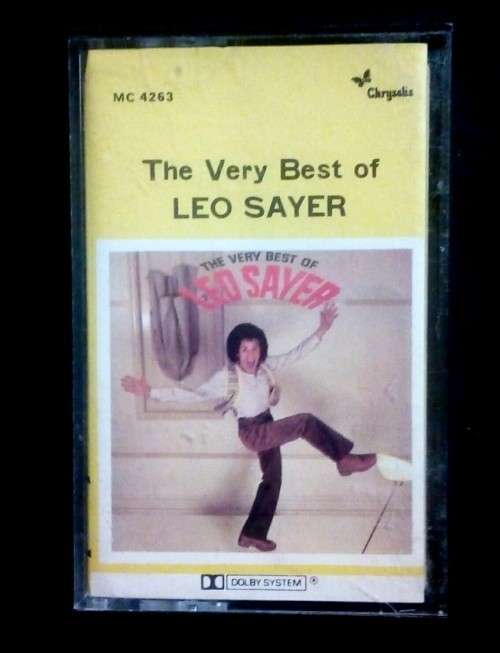 MC 4263
Chrysalis
The Very Best of
LEO SAYER
THE VERY BEST OF
LEO SAYER
DOLBY SYSTEM ®